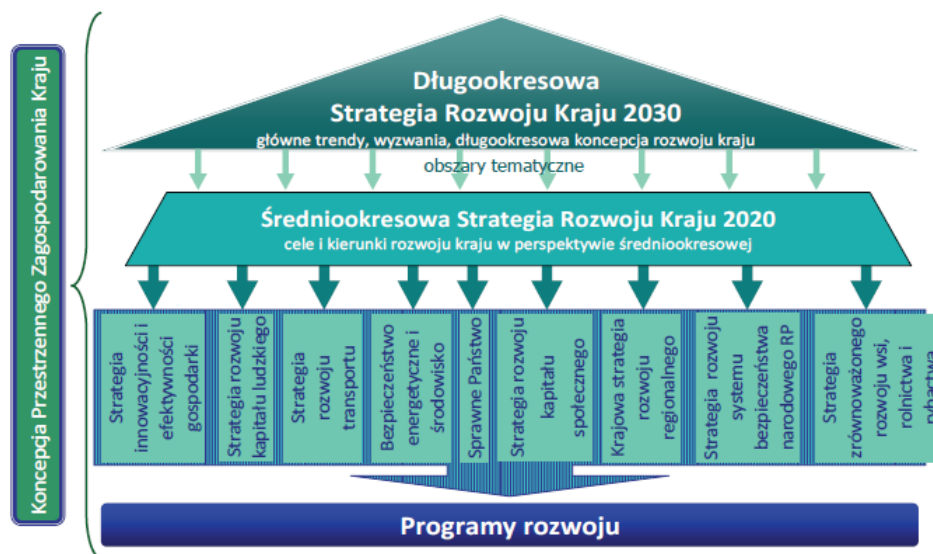 Koncepcja Przestrzennego Zagospodarowania Kraju
Długookresowa
Strategia Rozwoju Kraju 2030
główne trendy, wyzwania, długookresowa koncepcja rozwoju kraju
obszary tematyczne
Średniookresowa Strategia Rozwoju Kraju 2020
cele i kierunki rozwoju kraju w perspektywie średniookresowej
Strategia
innowacyjności i
efektywności
gospodarki
Strategia rozwoju
kapitału ludzkiego
Strategia
rozwoju
transportu
Bezpieczeństwo
energetyczne i
środowisko
Sprawne Państwo
Strategia rozwoju
kapitału
społecznego
Krajowa strategia
rozwoju
regionalnego
Strategia rozwoju
systemu
bezpieczeństwa
narodowego RP
Strategia
zrównoważonego
rozwoju wsi,
rolnictwa i
rybactwa
Programy rozwoju